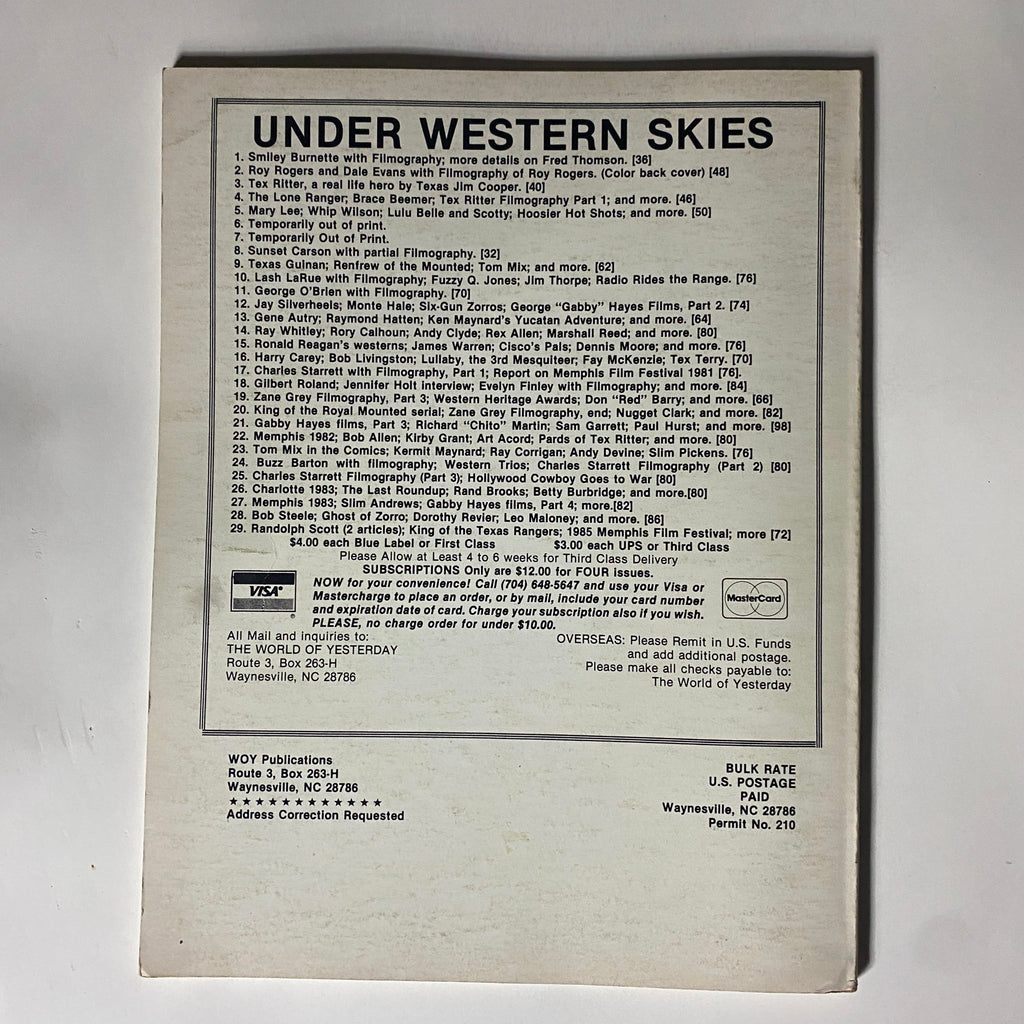 UNDER WESTERN SKIES
1. Smiley Burnette with Filmography; more details on Fred Thomson. [36]
2. Roy Rogers and Dale Evans with Filmography of Roy Rogers. (Color back cover) [48]
3. Tex Ritter, a real life hero by Texas Jim Cooper. [40]
4. The Lone Ranger; Brace Beemer; Tex Ritter Filmography Part 1; and more. [46]
5. Mary Lee; Whip Wilson; Lulu Belle and Scotty; Hoosier Hot Shots; and more. [50]
6. Temporarily out of print.
7. Temporarily Out of Print.
8. Sunset Carson with partial Filmography. [32]
9. Texas Guinan; Renfrew of the Mounted; Tom Mix; and more. [62]
10. Lash LaRue with Filmography; Fuzzy Q. Jones; Jim Thorpe; Radio Rides the Range. [76]
11. George O'Brien with Filmography. [70]
12. Jay Silverheels; Monte Hale; Six-Gun Zorros; George "Gabby" Hayes Films, Part 2. [74]
13. Gene Autry; Raymond Hatten; Ken Maynard's Yucatan Adventure; and more. [64]
14. Ray Whitley; Rory Calhoun; Andy Clyde; Rex Allen; Marshall Reed; and more. [80]
15. Ronald Reagan's westerns; James Warren; Cisco's Pals; Dennis Moore; and more. [76]
16. Harry Carey; Bob Livingston; Lullaby, the 3rd Mesquiteer; Fay McKenzie; Tex Terry. [70]
17. Charles Starrett with Filmography, Part 1; Report on Memphis Film Festival 1981 [76].
18. Gilbert Roland; Jennifer Holt interview; Evelyn Finley with Filmography; and more. [84]
19. Zane Grey Filmography, Part 3; Western Heritage Awards; Don "Red" Barry; and more. [66]
20. King of the Royal Mounted serial; Zane Grey Filmography, end; Nugget Clark; and more. [82]
21. Gabby Hayes films, Part 3; Richard "Chito" Martin; Sam Garrett; Paul Hurst; and more. [98]
22. Memphis 1982; Bob Allen; Kirby Grant; Art Acord; Pards of Tex Ritter; and more. [80]
23. Tom Mix in the Comics; Kermit Maynard; Ray Corrigan; Andy Devine; Slim Pickens. [76]
24. Buzz Barton with filmography; Western Trios; Charles Starrett Filmography (Part 2) [80]
25. Charles Starrett Filmography (Part 3); Hollywood Cowboy Goes to War [80]
26. Charlotte 1983; The Last Roundup; Rand Brooks; Betty Burbridge; and more.[80]
27. Memphis 1983; Slim Andrews; Gabby Hayes films, Part 4; more.[82]
28. Bob Steele; Ghost of Zorro; Dorothy Revier; Leo Maloney; and more. [86]
29. Randolph Scott (2 articles); King of the Texas Rangers; 1985 Memphis Film Festival; more [72]
$4.00 each Blue Label or First Class $3.00 each UPS or Third Class
Please Allow at Least 4 to 6 weeks for Third Class Delivery
SUBSCRIPTIONS Only are $12.00 for FOUR issues.
VISA®
NOW for your convenience! Call (704) 648-5647 and use your Visa or
Mastercharge to place an order, or by mail, include your card number
and expiration date of card. Charge your subscription also if you wish.
PLEASE, no charge order for under $10.00.
MasterCard
All Mail and inquiries to:
THE WORLD OF YESTERDAY
Route 3, Box 263-H
Waynesville, NC 28786
OVERSEAS: Please Remit in U.S. Funds
and add additional postage.
Please make all checks payable to:
The World of Yesterday
WOY Publications
Route 3, Box 263-H
Waynesville, NC 28786
★★★★★★★★★★★★
Address Correction Requested
BULK RATE
U.S. POSTAGE
PAID
Waynesville, NC 28786
Permit No. 210